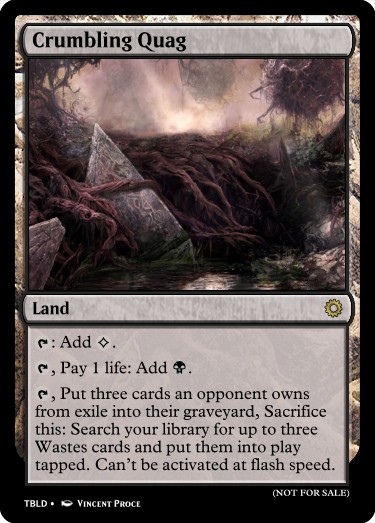 Crumbling Quag
Land
: Add .
, Pay 1 life: Add .
, Put three cards an opponent owns
from exile into their graveyard, Sacrifice
this: Search your library for up to three
Wastes cards and put them into play
tapped. Can't be activated at flash speed.
(NOT FOR SALE)
TBLD • VINCENT PROCE